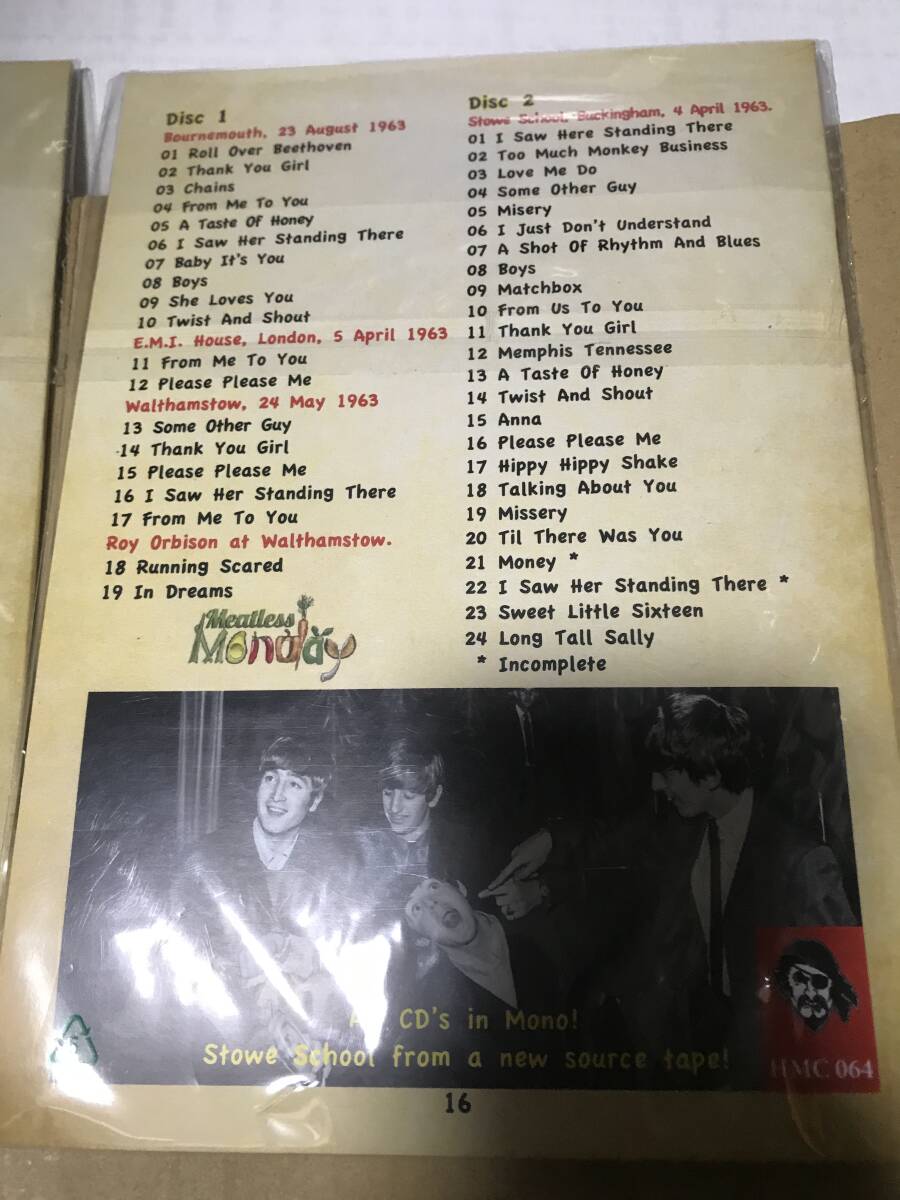 Disc 1
Bournemouth, 23 August 1963
01 Roll Over Beethoven
02 Thank You Girl
03 Chains
04 From Me To You
05 A Taste Of Honey
06 I Saw Her Standing There
07 Baby It's You
08 Boys
09 She Loves You
10 Twist And Shout
E.M.I. House, London, 5 April 1963
11 From Me To You
12 Please Please Me
Walthamstow, 24 May 1963
13 Some Other Guy
14 Thank You Girl
15 Please Please Me
16 I Saw Her Standing There
17 From Me To You
Roy Orbison at Walthamstow.
18 Running Scared
19 In Dreams
Meatless
Monday
Disc 2
Stowe School, Buckingham, 4 April 1963.
01 I Saw Here Standing There
02 Too Much Monkey Business
03 Love Me Do
04 Some Other Guy
05 Misery
06 I Just Don't Understand
07 A Shot Of Rhythm And Blues
08 Boys
09 Matchbox
10 From Us To You
11 Thank You Girl
12 Memphis Tennessee
13 A Taste Of Honey
14 Twist And Shout
15 Anna
16 Please Please Me
17 Hippy Hippy Shake
18 Talking About You
19 Missery
20 Til There Was You
21 Money *
22 I Saw Her Standing There *
23 Sweet Little Sixteen
24 Long Tall Sally
* Incomplete
CD's in Mono!
Stowe School from a new source tape!
HMC 064
16